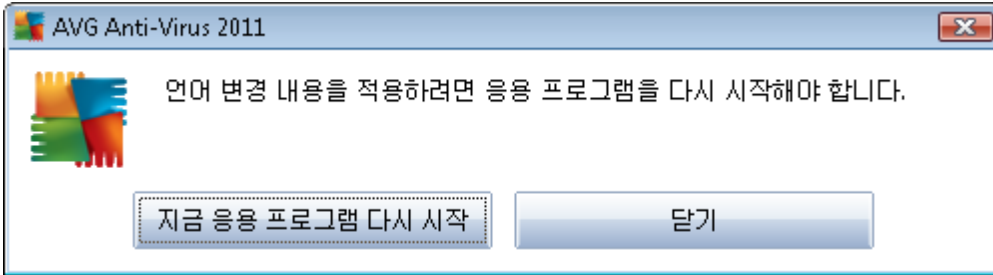 AVG Anti-Virus 2011
언어 변경 내용을 적용하려면 응용 프로그램을 다시 시작해야 합니다.
지금 응용 프로그램 다시 시작
닫기